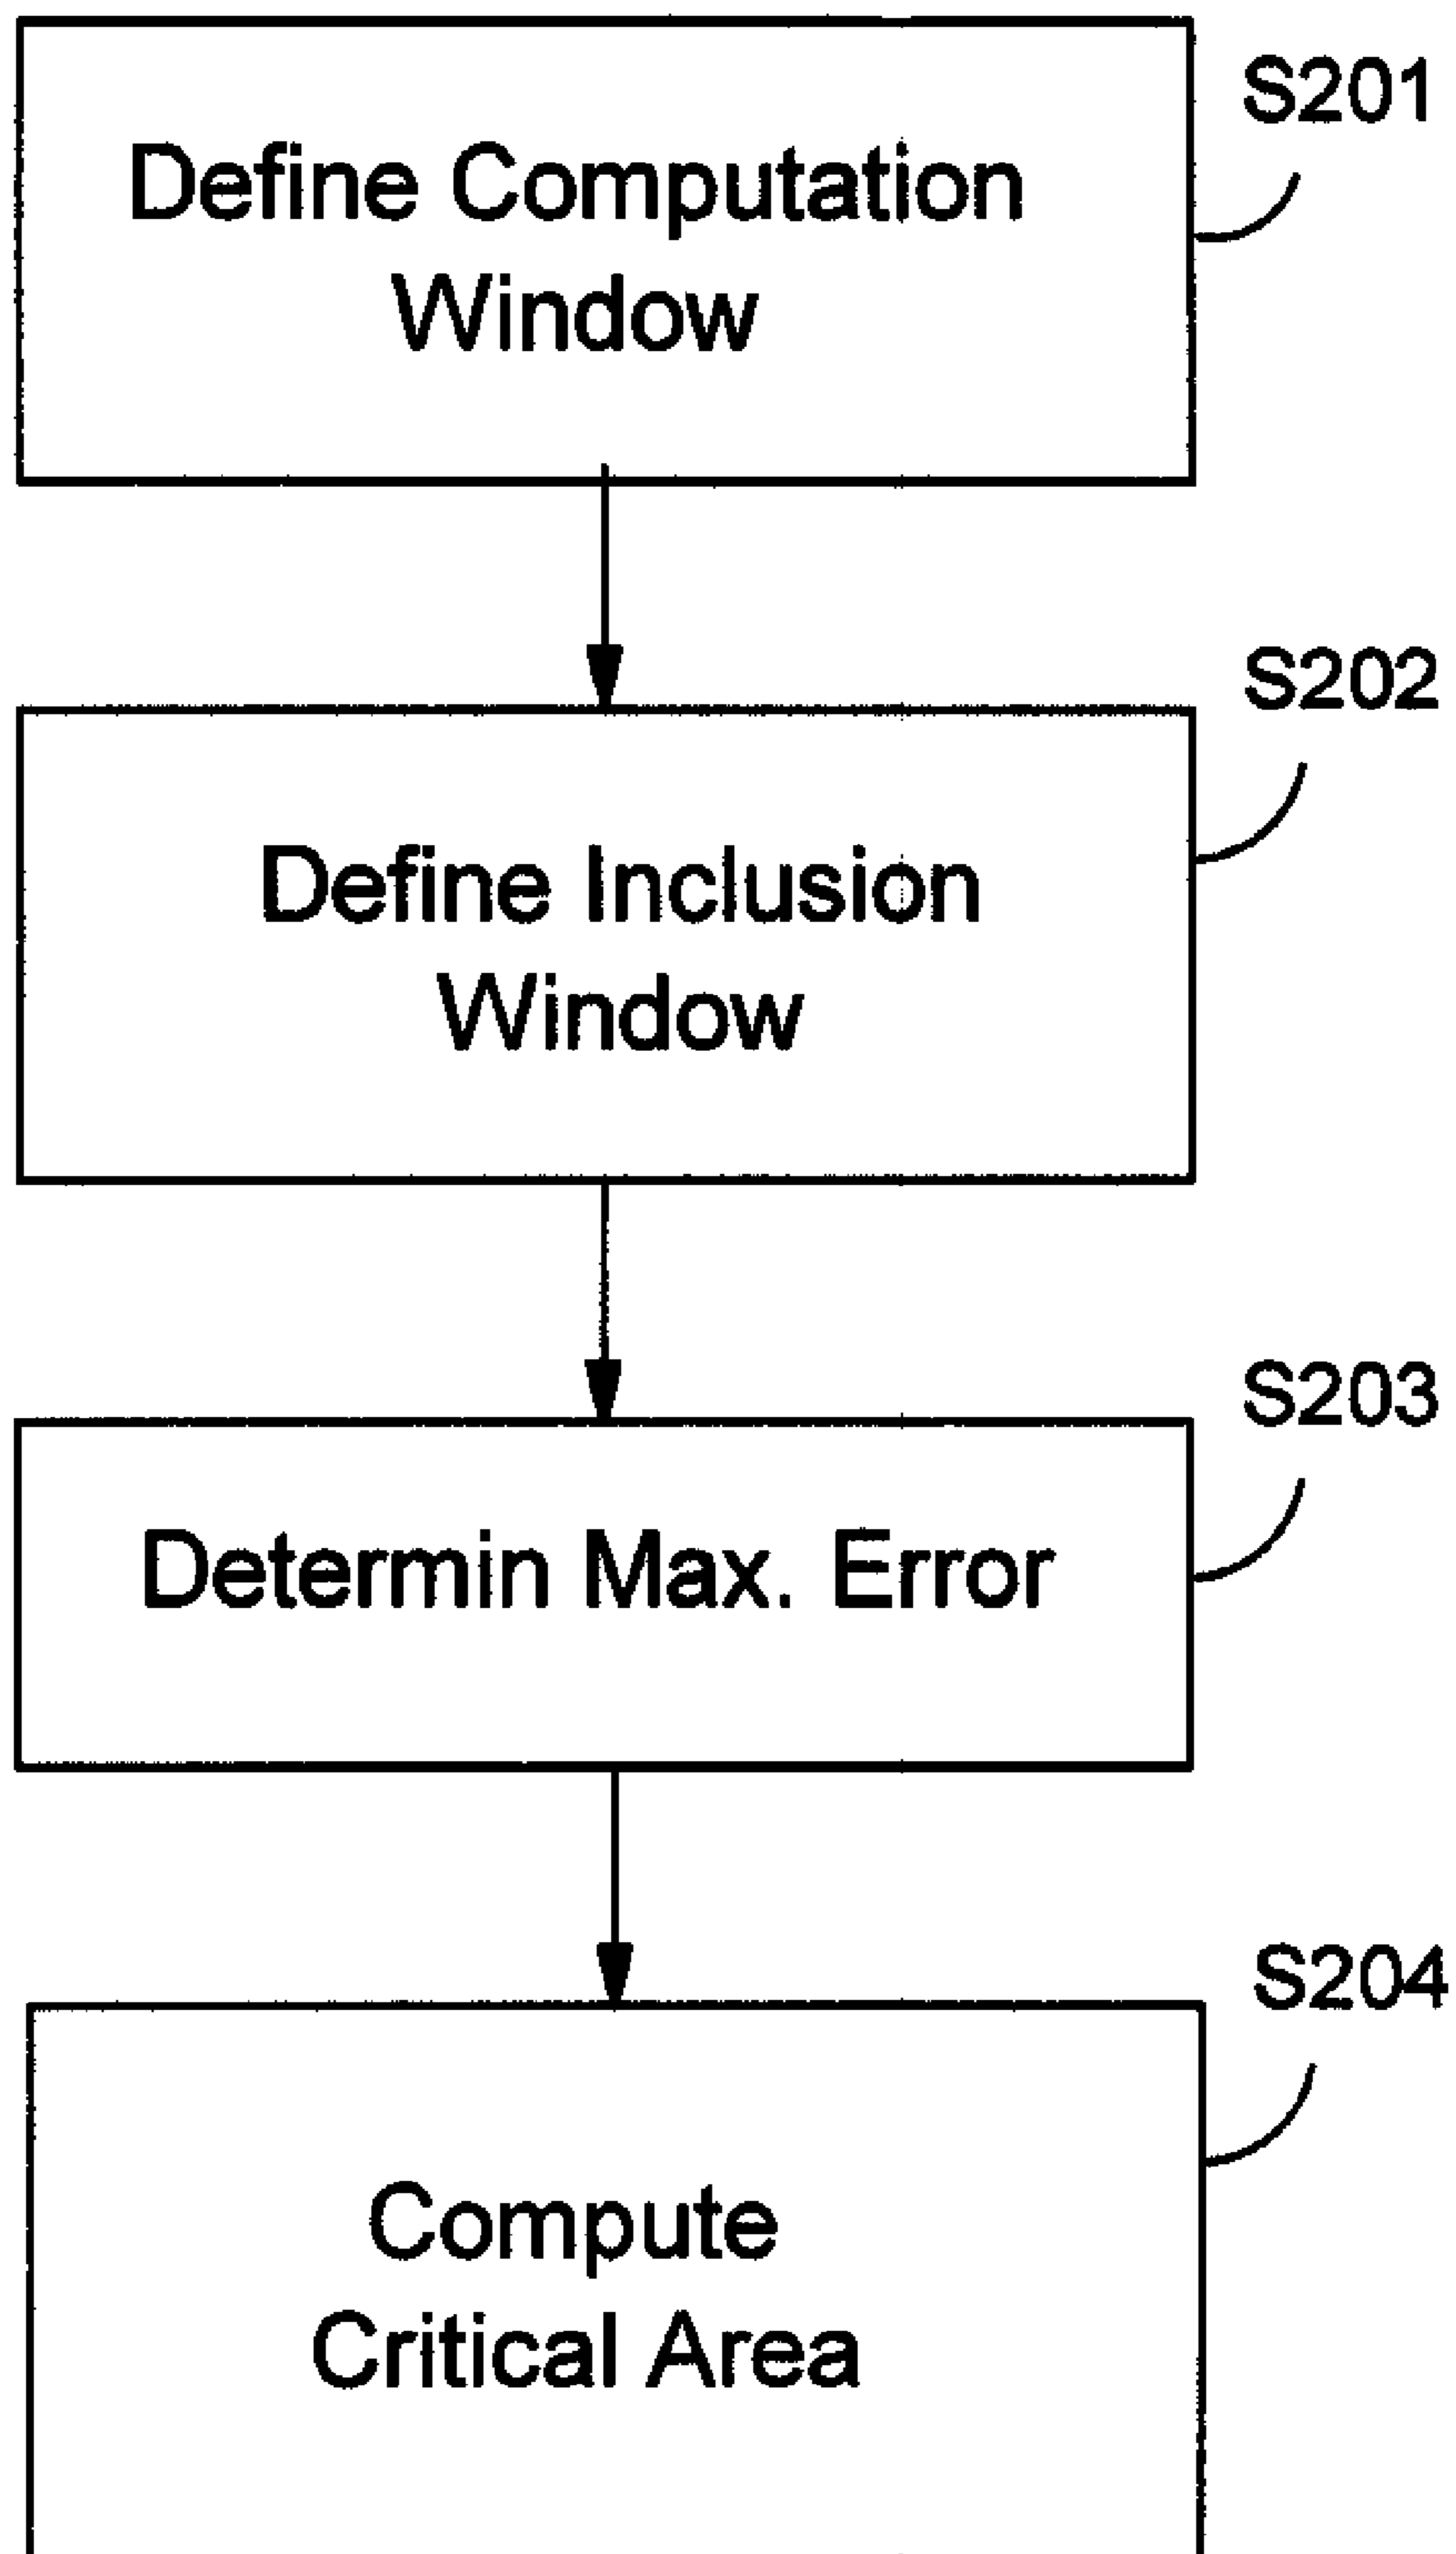 S201
Define Computation
Window
S202
Define Inclusion
Window
S203
Determin Max. Error
S204
Compute
Critical Area